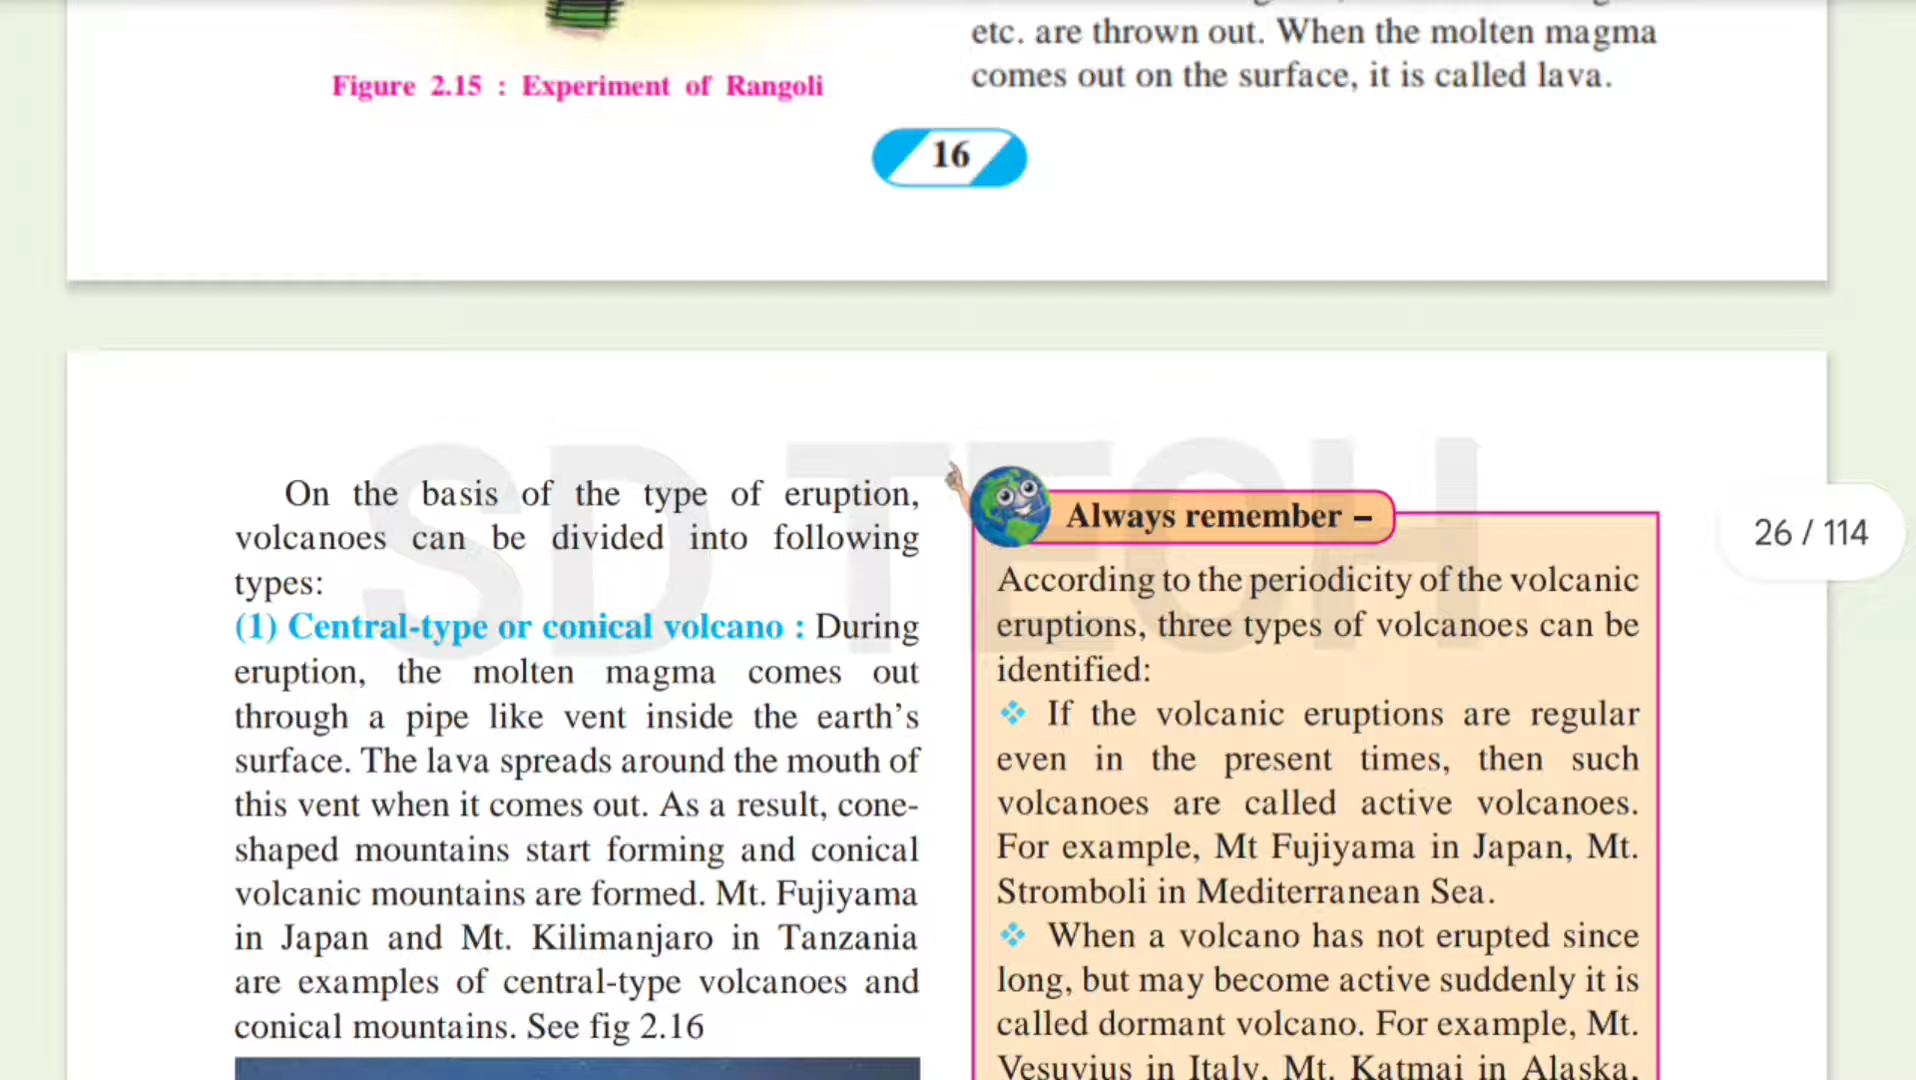 etc. are thrown out. When the molten magma
comes out on the surface, it is called lava.
Figure 2.15 : Experiment of Rangoli
16
SD TECH
On the basis of the type of eruption,
volcanoes can be divided into following
types:
(1) Central-type or conical volcano : During
eruption, the molten magma comes out
through a pipe like vent inside the earth's
surface. The lava spreads around the mouth of
this vent when it comes out. As a result, cone-
shaped mountains start forming and conical
volcanic mountains are formed. Mt. Fujiyama
in Japan and Mt. Kilimanjaro in Tanzania
are examples of central-type volcanoes and
conical mountains. See fig 2.16
Always remember –
According to the periodicity of the volcanic
eruptions, three types of volcanoes can be
identified:
❖ If the volcanic eruptions are regular
even in the present times, then such
volcanoes are called active volcanoes.
For example, Mt Fujiyama in Japan, Mt.
Stromboli in Mediterranean Sea.
❖ When a volcano has not erupted since
long, but may become active suddenly it is
called dormant volcano. For example, Mt.
Vesuvius in Italy, Mt. Katmai in Alaska,
26 / 114